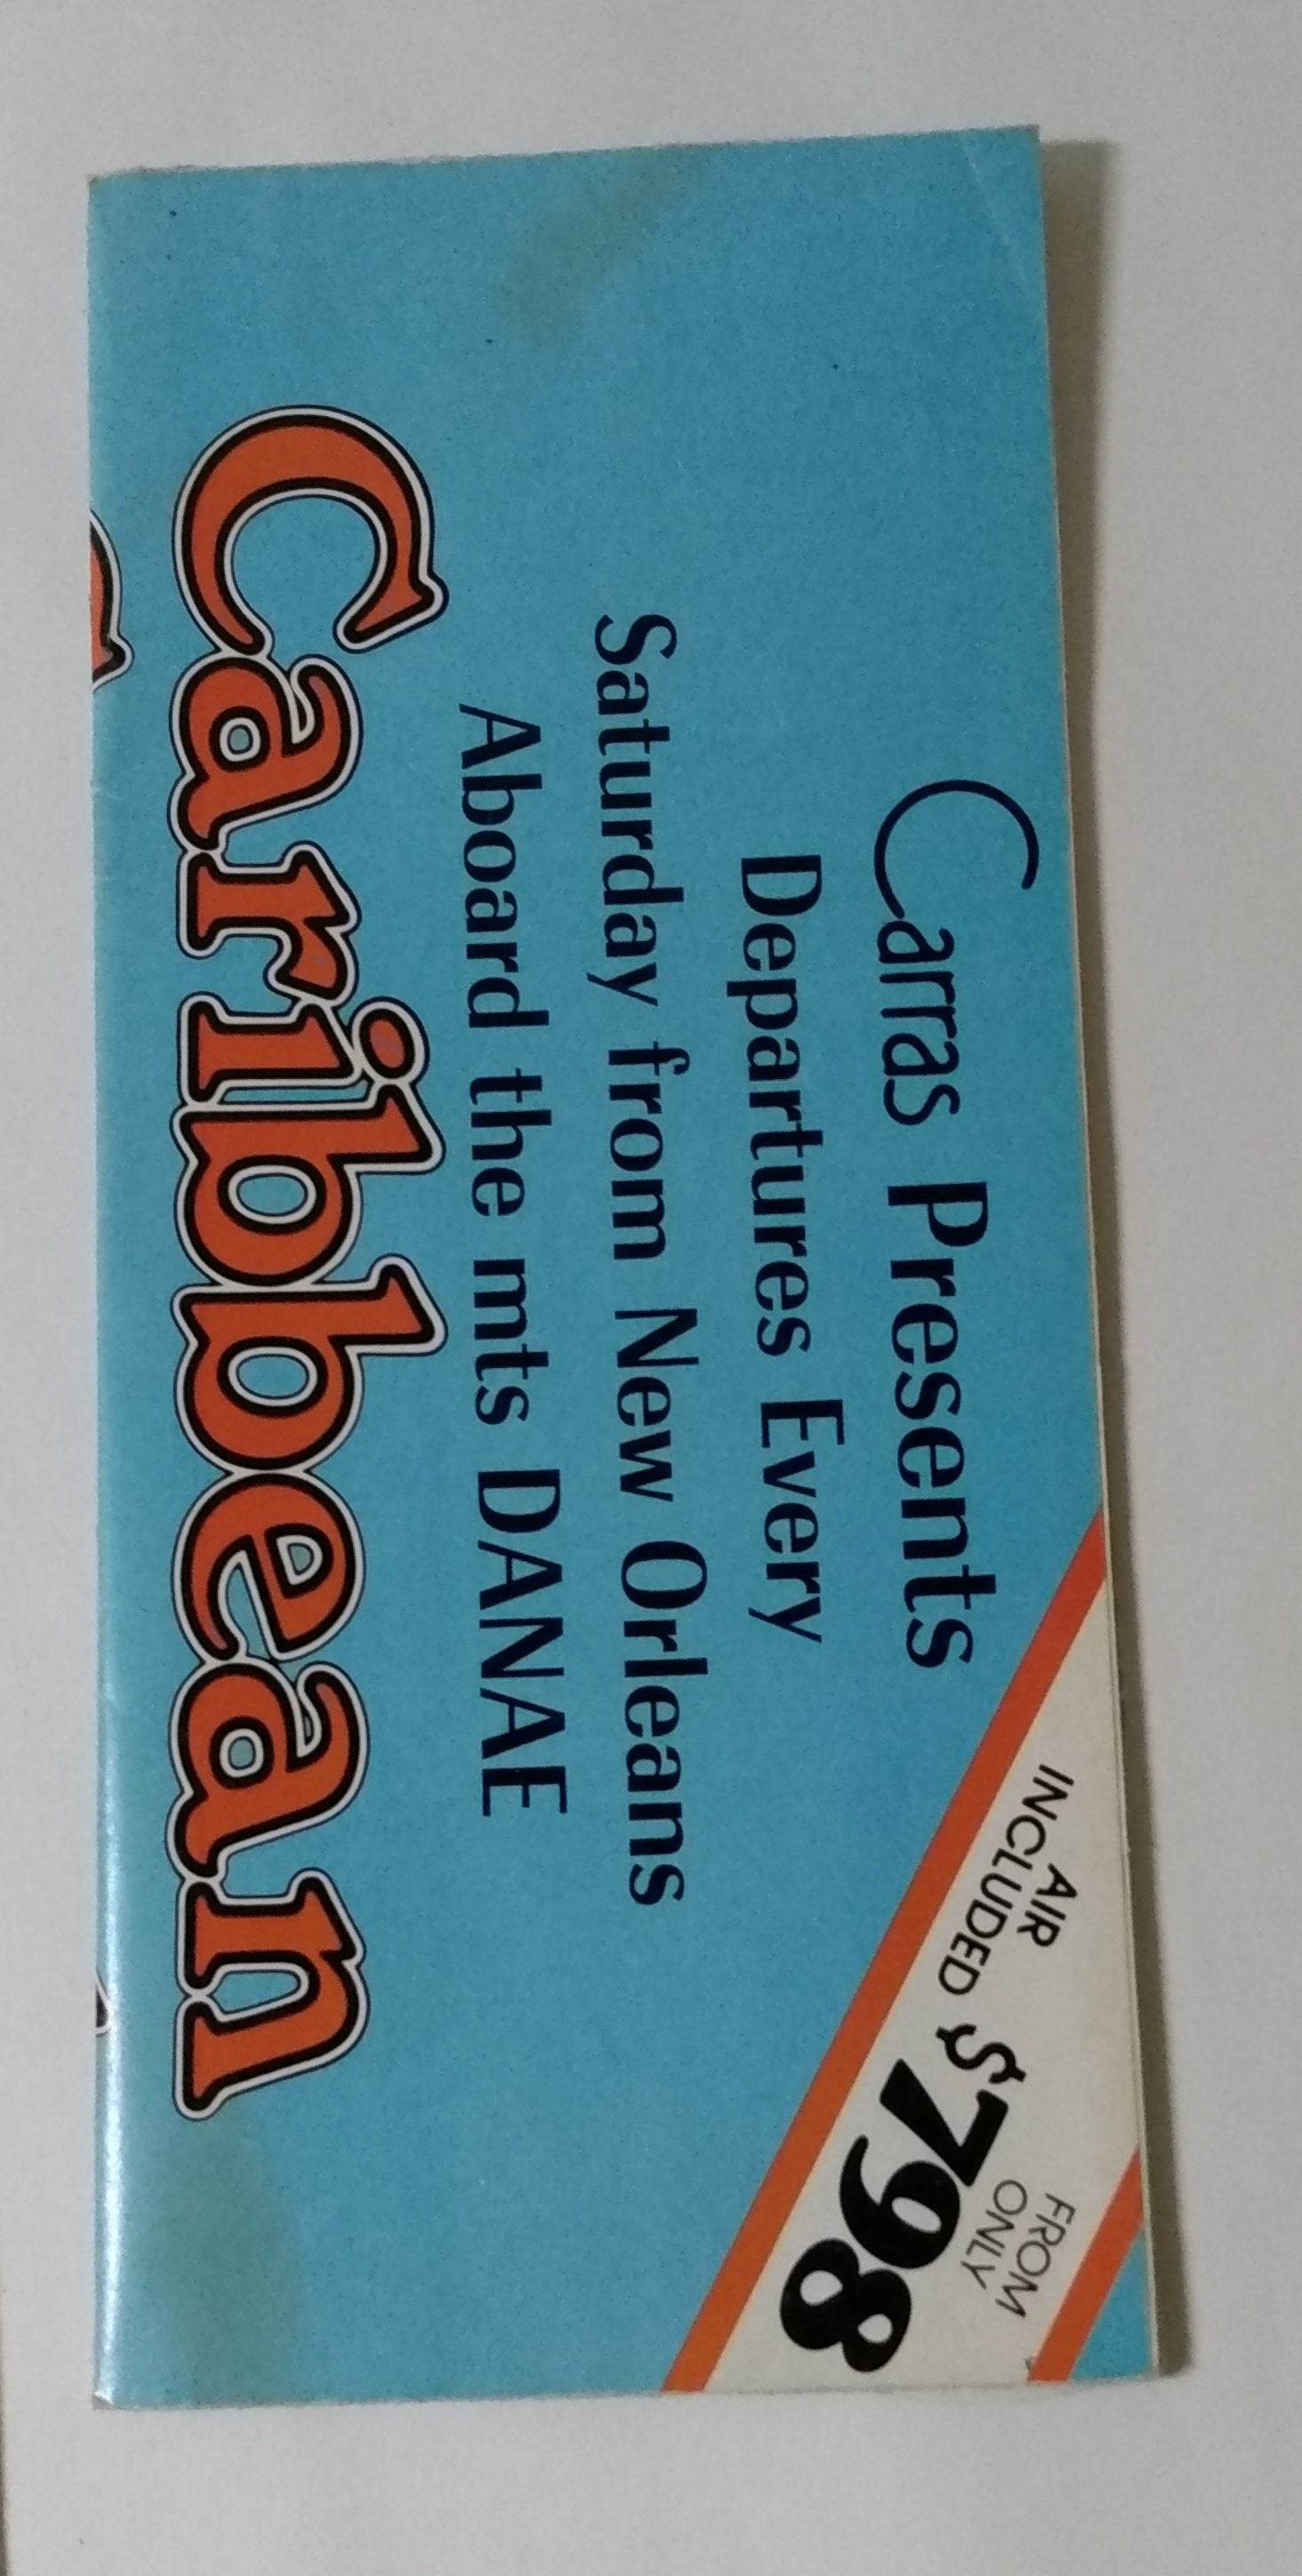 Carras Presents
Departures Every
Saturday from New Orleans
Aboard the mts DANAE
Caribbean
AIR
INCLUDED
$798
FROM
ONLY